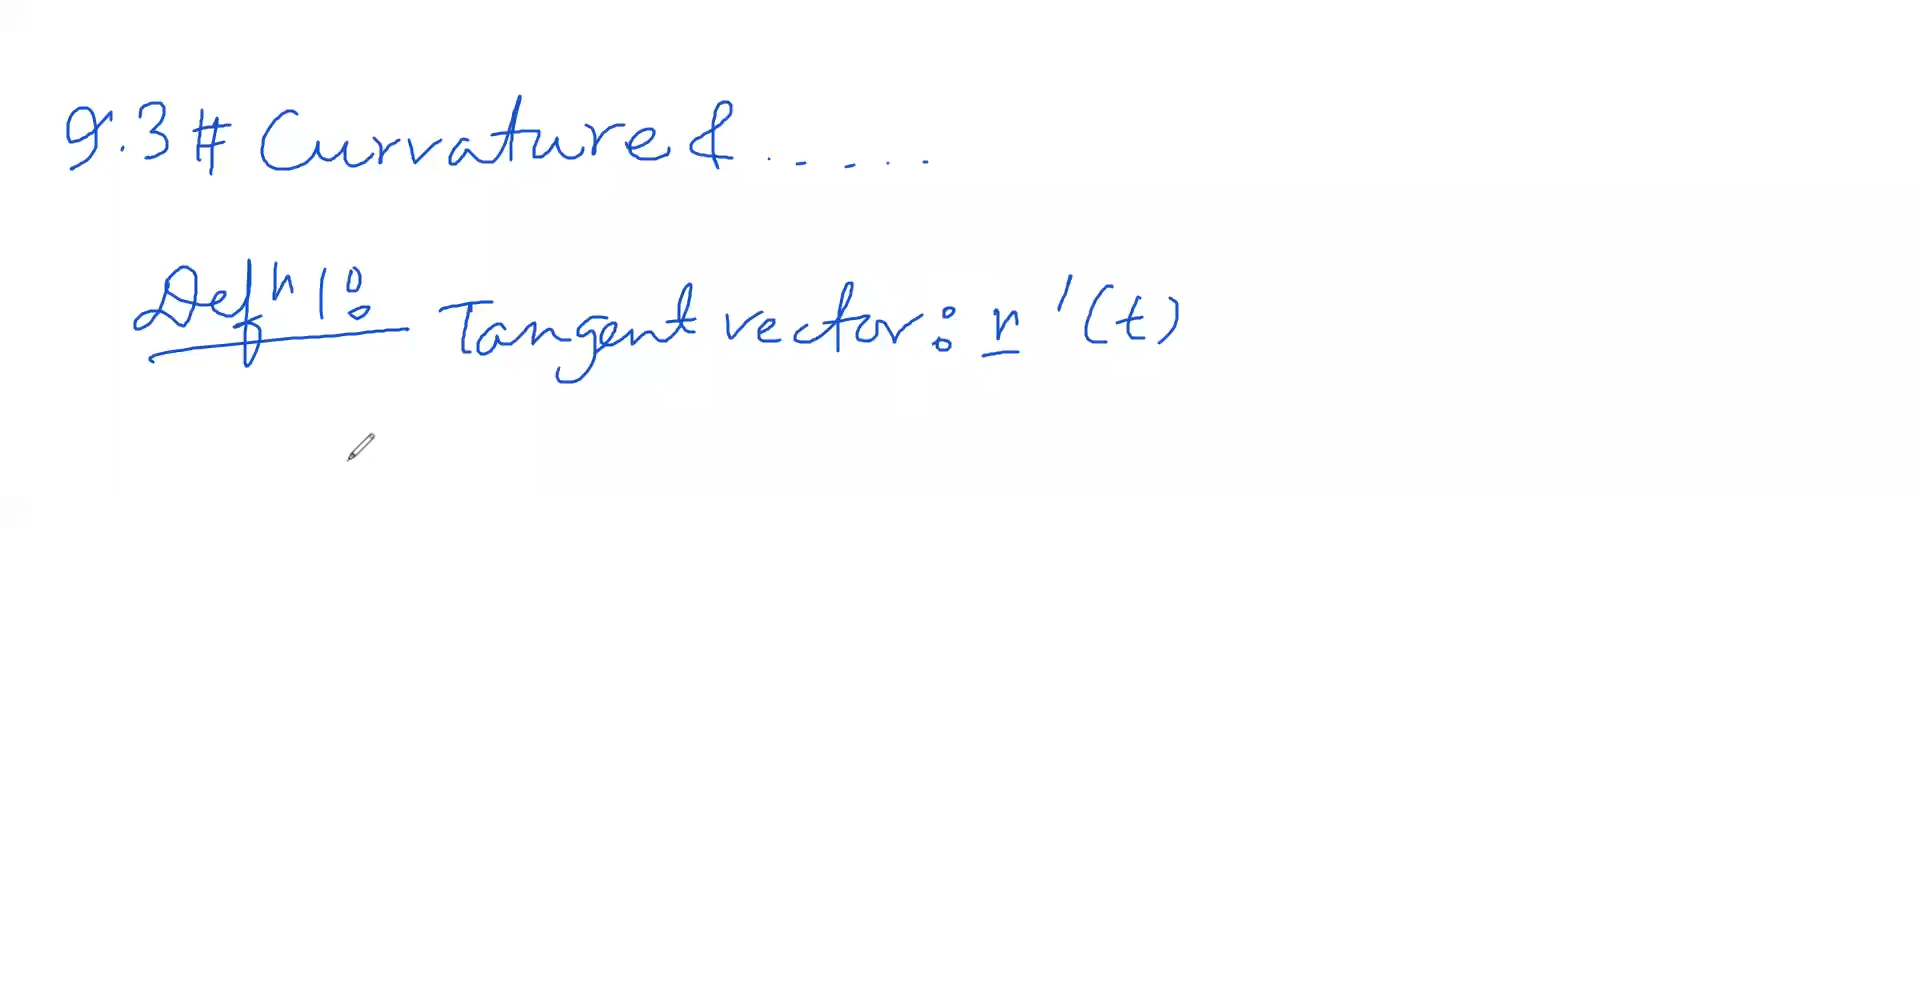 9.3 # Curvature & .....
Defⁿ 1: Tangent vector: r'(t)